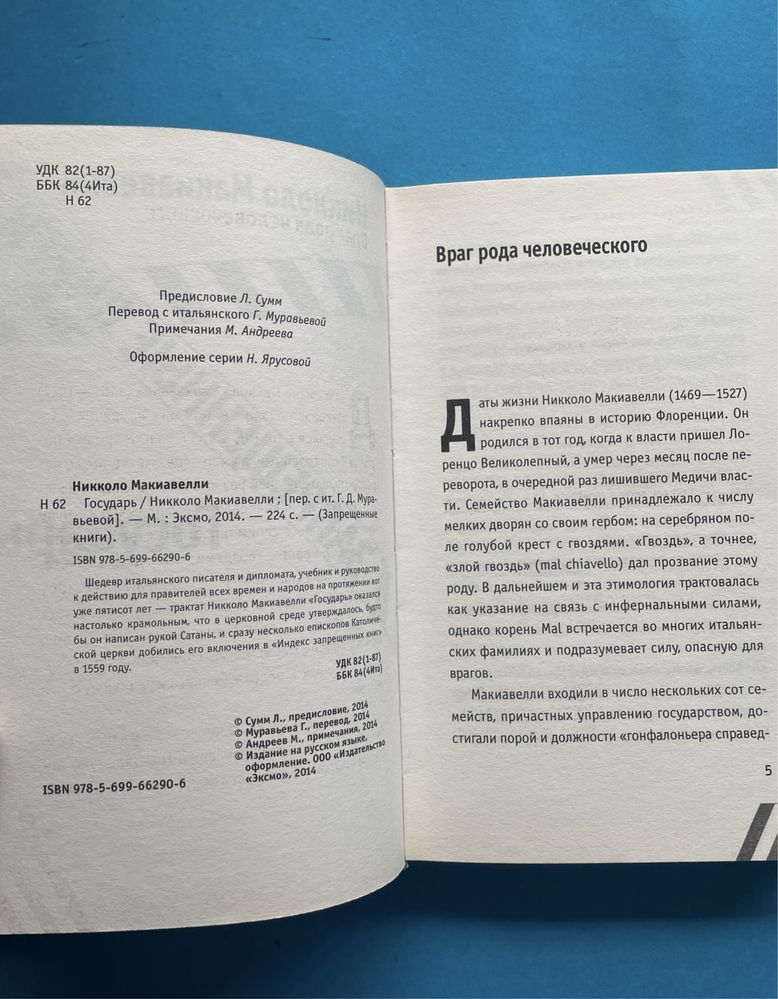 УДК 82(1-87)
ББК 84(4Ита)
Н 62
Предисловие Л. Сумм
Перевод с итальянского Г. Муравьевой
Примечания М. Андреева
Оформление серии Н. Ярусовой
Никколо Макиавелли
Н 62 Государь / Никколо Макиавелли ; [пер. с ит. Г. Д. Мура-
вьевой]. — М. : Эксмо, 2014. — 224 с. — (Запрещенные
книги).
ISBN 978-5-699-66290-6
Шедевр итальянского писателя и дипломата, учебник и руководство
к действию для правителей всех времен и народов на протяжении вот
уже пятисот лет — трактат Никколо Макиавелли «Государь» оказался
настолько крамольным, что в церковной среде утверждалось, будто
бы он написан рукой Сатаны, и сразу несколько епископов Католиче-
ской церкви добились его включения в «Индекс запрещенных книг»
в 1559 году.
УДК 82(1-87)
ББК 84(4Ита)
© Сумм Л., предисловие, 2014
© Муравьева Г., перевод, 2014
© Андреев М., примечания, 2014
© Издание на русском языке,
оформление. ООО «Издательство
«Эксмо», 2014
ISBN 978-5-699-66290-6
Враг рода человеческого
Даты жизни Никколо Макиавелли (1469—1527)
накрепко впаяны в историю Флоренции. Он
родился в тот год, когда к власти пришел Ло-
ренцо Великолепный, а умер через месяц после пе-
реворота, в очередной раз лишившего Медичи влас-
ти. Семейство Макиавелли принадлежало к числу
мелких дворян со своим гербом: на серебряном по-
ле голубой крест с гвоздями. «Гвоздь», а точнее,
«злой гвоздь» (mal chiavello) дал прозвание этому
роду. В дальнейшем и эта этимология трактовалась
как указание на связь с инфернальными силами,
однако корень Mal встречается во многих итальян-
ских фамилиях и подразумевает силу, опасную для
врагов.
Макиавелли входили в число нескольких сот се-
мейств, причастных управлению государством, до-
стигали порой и должности «гонфалоньера справед-
5